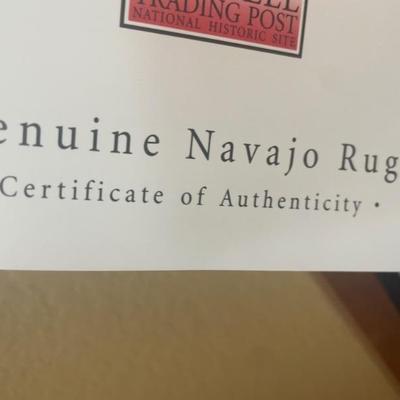 TRADING POST
NATIONAL HISTORIC SITE
enuine Navajo Rug
Certificate of Authenticity •